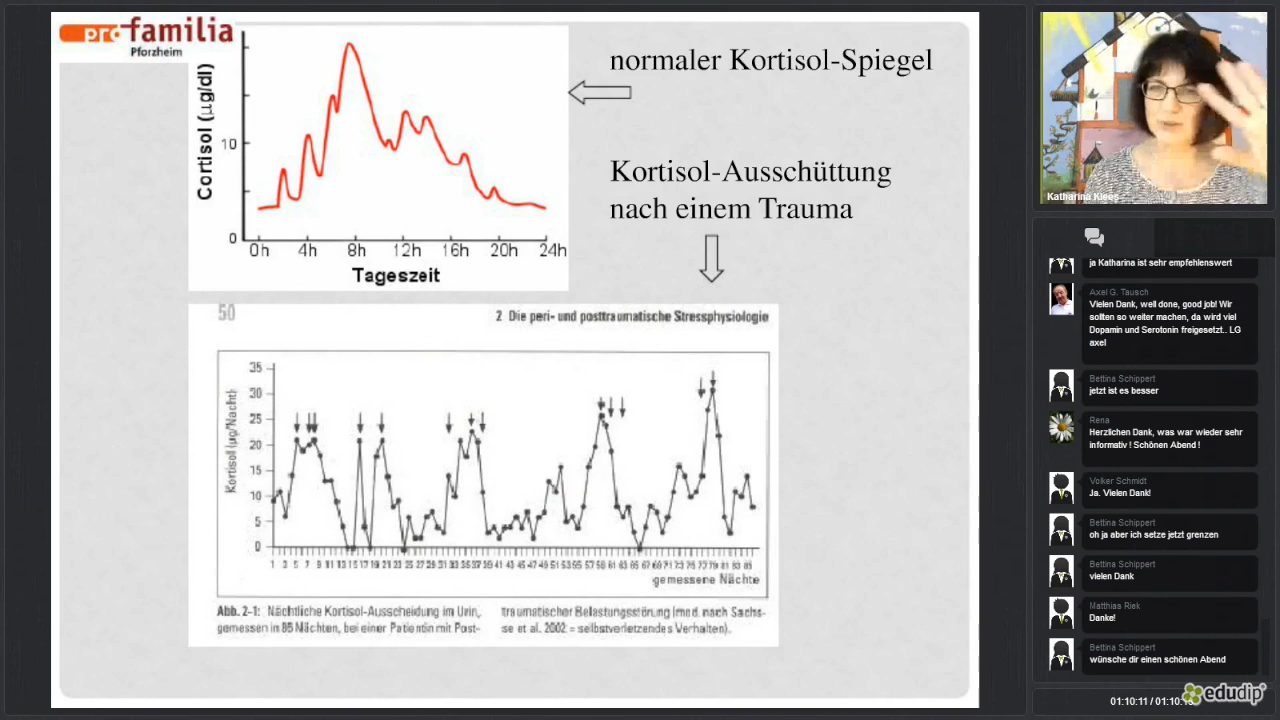 pro familia
Pforzheim
Cortisol (µg/dl)
10
0
0h 4h 8h 12h 16h 20h 24h
Tageszeit
normaler Kortisol-Spiegel
Kortisol-Ausschüttung
nach einem Trauma
50
2 Die peri- und posttraumatische Stressphysiologie
Kortisol (µg/Nacht)
35
30
25
20
15
10
5
0
gemessene Nächte
Abb. 2-1: Nächtliche Kortisol-Ausscheidung im Urin,
gemessen in 86 Nächten, bei einer Patientin mit Post-
traumatischer Belastungsstörung (mod. nach Sachs-
se et al. 2002 = selbstverletzendes Verhalten).
Katharina Klees
ja Katharina ist sehr empfehlenswert
Axel G. Tausch
Vielen Dank, well done, good job! Wir
sollten so weiter machen, da wird viel
Dopamin und Serotonin freigesetzt.. LG
axel
Bettina Schippert
jetzt ist es besser
Rena
Herzlichen Dank, was war wieder sehr
informativ ! Schönen Abend !
Volker Schmidt
Ja. Vielen Dank!
Bettina Schippert
oh ja aber ich setze jetzt grenzen
Bettina Schippert
vielen Dank
Matthias Riek
Danke!
Bettina Schippert
wünsche dir einen schönen Abend
01:10:11 /
edudip